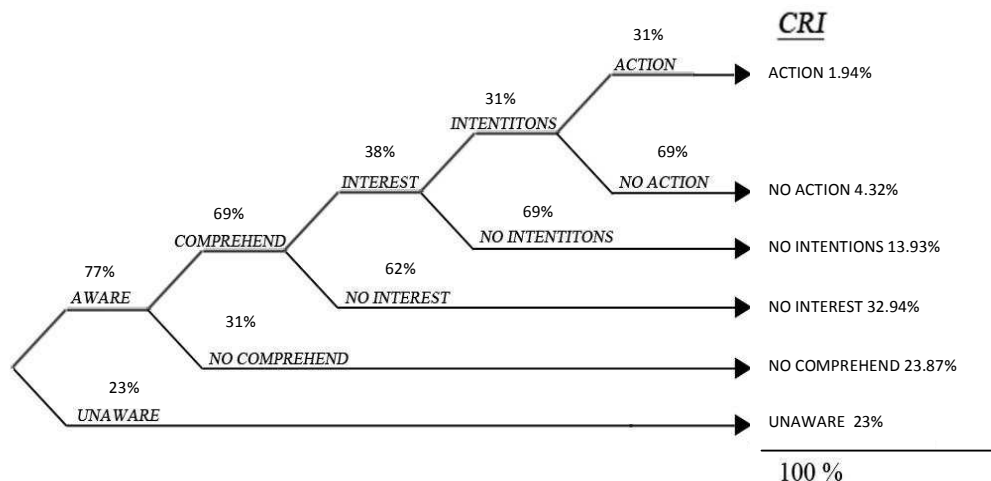 CRI
31%
ACTION
ACTION 1.94%
31%
INTENTITONS
38%
INTEREST
69%
NO ACTION
NO ACTION 4.32%
69%
COMPREHEND
69%
NO INTENTITONS
NO INTENTIONS 13.93%
77%
AWARE
62%
NO INTEREST
NO INTEREST 32.94%
31%
NO COMPREHEND
NO COMPREHEND 23.87%
23%
UNAWARE
UNAWARE 23%
100 %